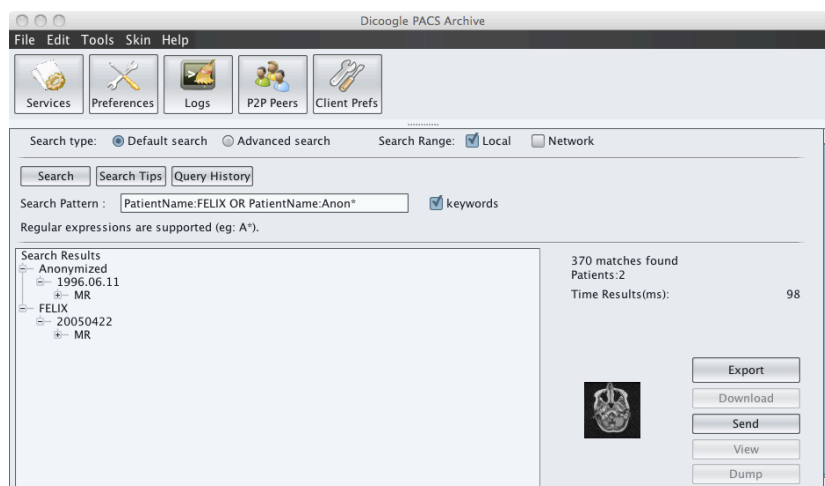 Dicoogle PACS Archive
File Edit Tools Skin Help
Services Preferences Logs P2P Peers Client Prefs
Search type: Default search Advanced search Search Range: Local Network
Search Search Tips Query History
Search Pattern : PatientName:FELIX OR PatientName:Anon* keywords
Regular expressions are supported (eg: A*).
Search Results
Anonymized
1996.06.11
MR
FELIX
20050422
MR
370 matches found
Patients:2
Time Results(ms): 98
Export
Download
Send
View
Dump